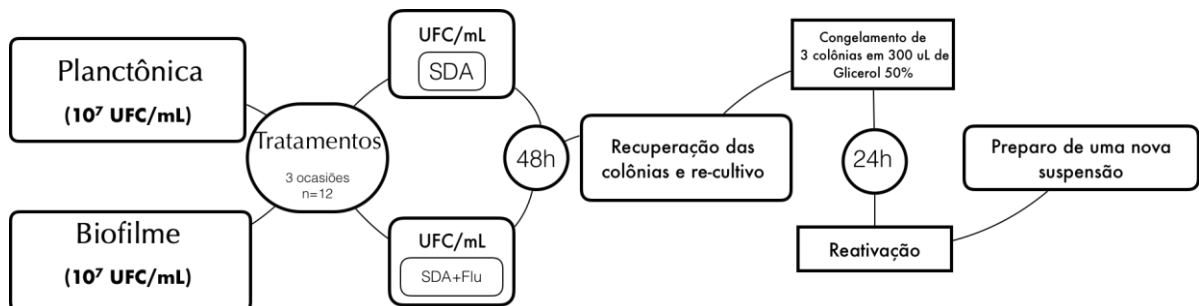 Planctônica
(10⁷ UFC/mL)
Biofilme
(10⁷ UFC/mL)
Tratamentos
3 ocasiões
n=12
UFC/mL
SDA
UFC/mL
SDA+Flu
48h
Recuperação das
colônias e re-cultivo
Congelamento de
3 colônias em 300 uL de
Glicerol 50%
24h
Reativação
Preparo de uma nova
suspensão